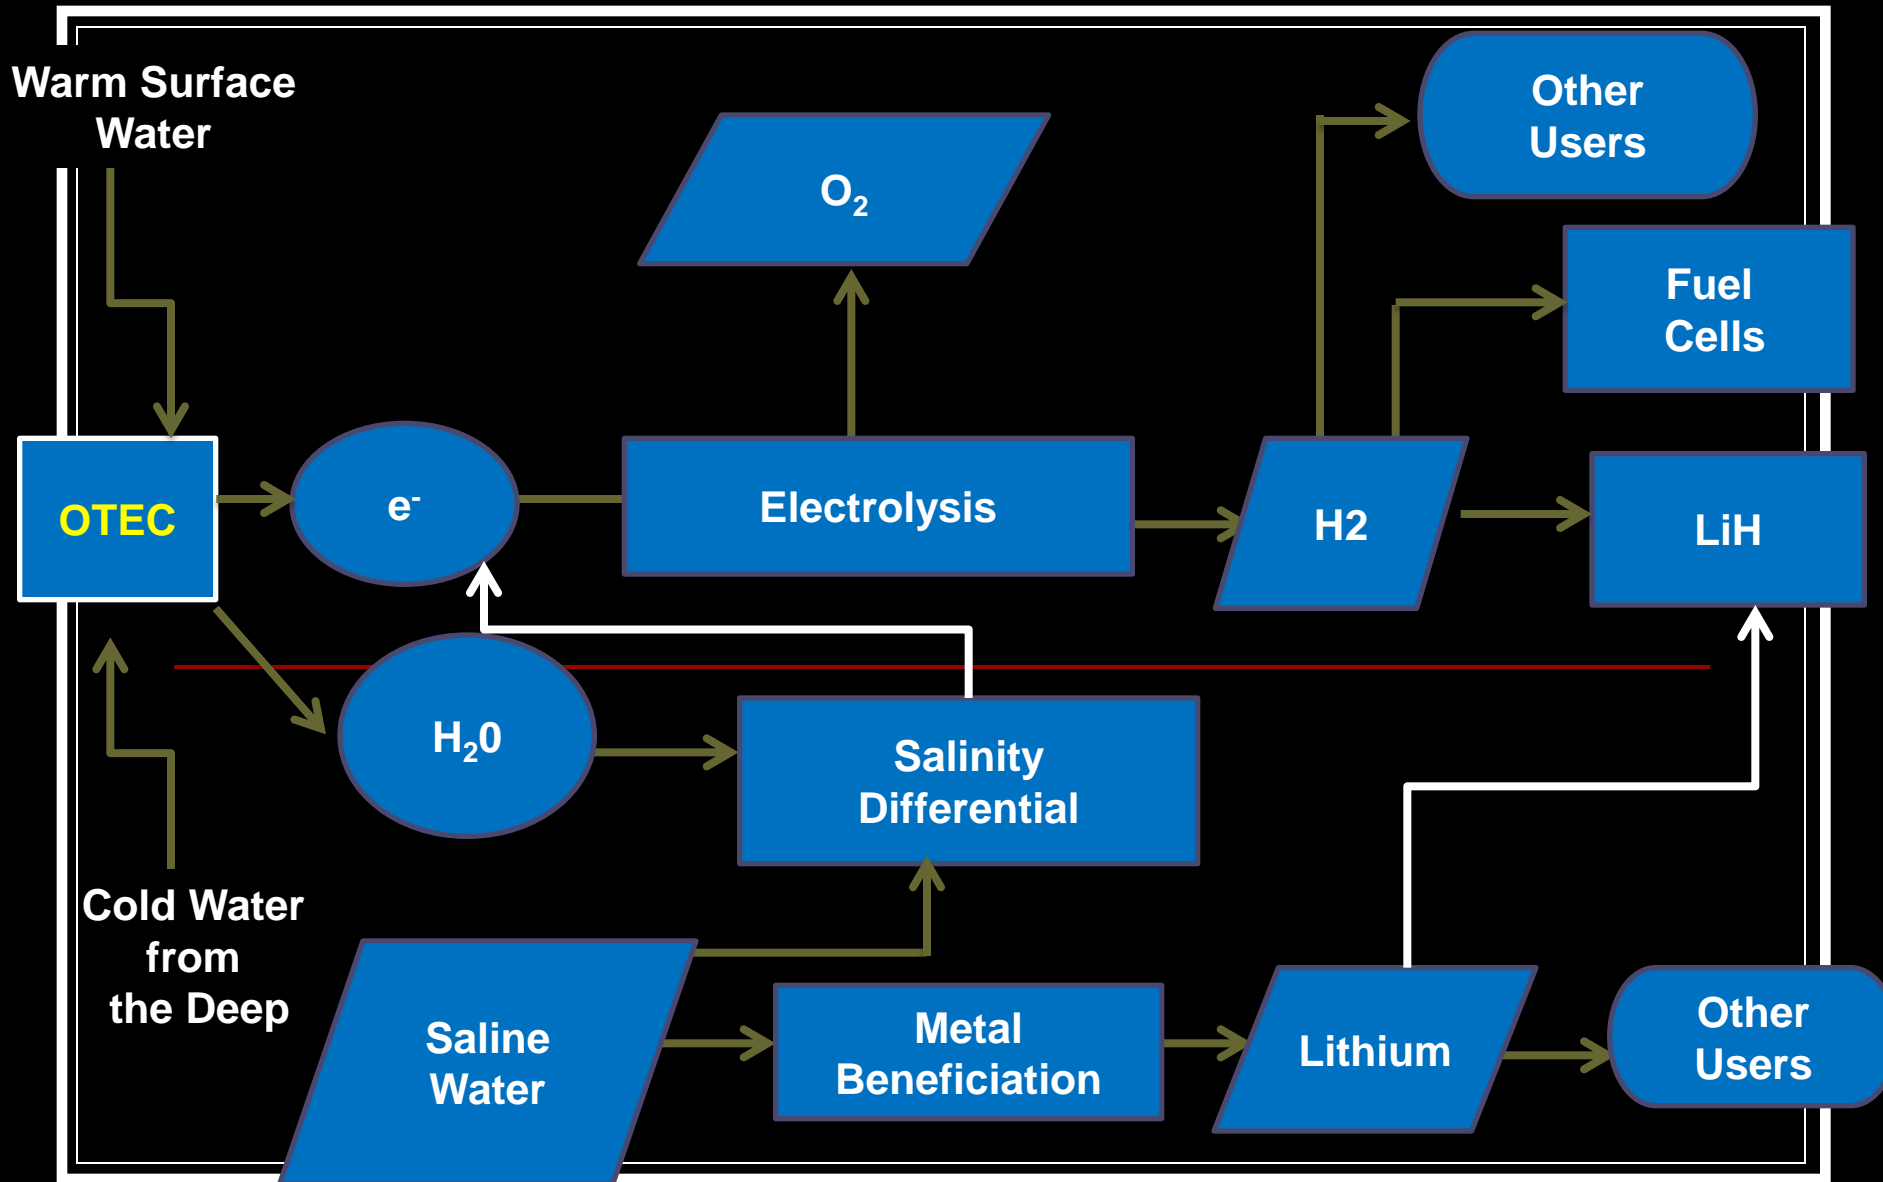 Warm Surface
Water
Other
Users
O₂
Fuel
Cells
OTEC
e⁻
Electrolysis
H2
LiH
H₂0
Salinity
Differential
Cold Water
from
the Deep
Saline
Water
Metal
Beneficiation
Lithium
Other
Users